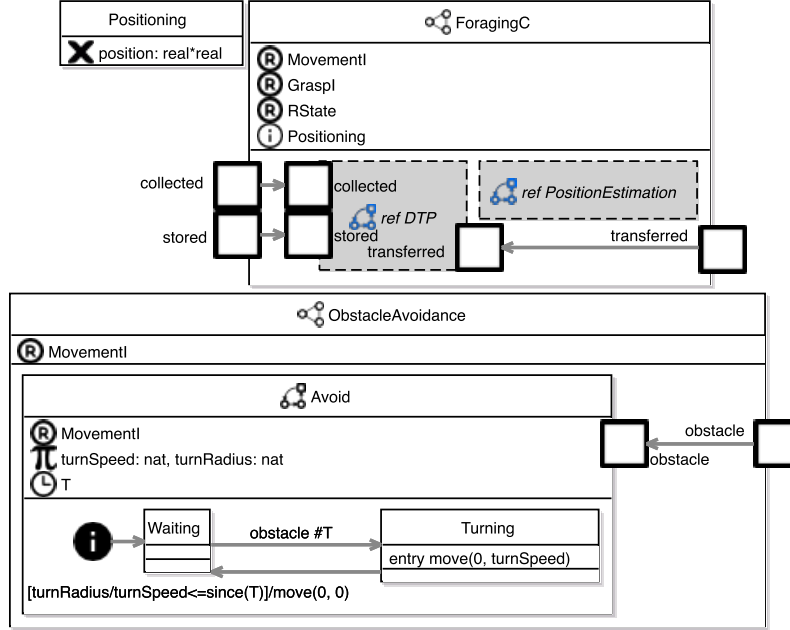 Positioning
position: real*real
ForagingC
R MovementI
R GraspI
R RState
i Positioning
collected
collected
ref DTP
ref PositionEstimation
stored
stored
transferred
transferred
ObstacleAvoidance
R MovementI
Avoid
R MovementI
π turnSpeed: nat, turnRadius: nat
T
obstacle
obstacle
i
Waiting
obstacle #T
Turning
entry move(0, turnSpeed)
[turnRadius/turnSpeed<=since(T)]/move(0, 0)